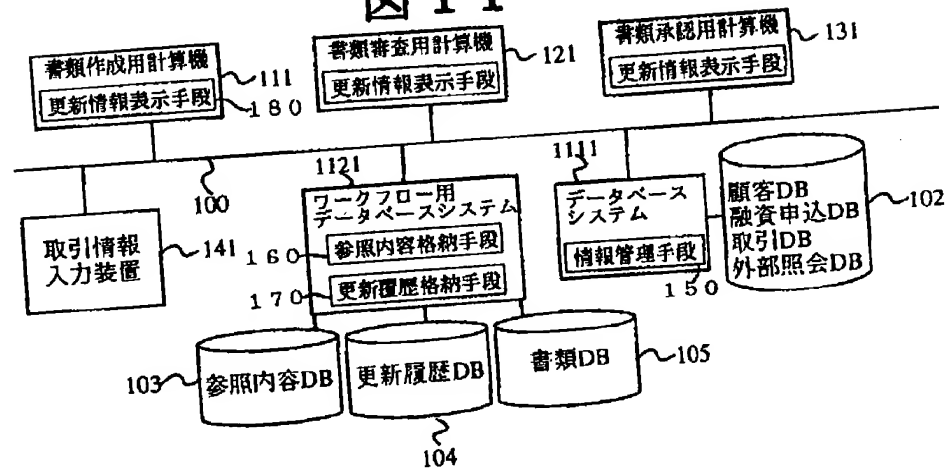 図11
書類作成用計算機
更新情報表示手段
111
180
書類審査用計算機
更新情報表示手段
121
書類承認用計算機
更新情報表示手段
131
100
取引情報
入力装置
141
1121
ワークフロー用
データベースシステム
160
参照内容格納手段
170
更新履歴格納手段
1111
データベース
システム
情報管理手段
150
顧客DB
融資申込DB
取引DB
外部照会DB
102
103
参照内容DB
更新履歴DB
104
書類DB
105